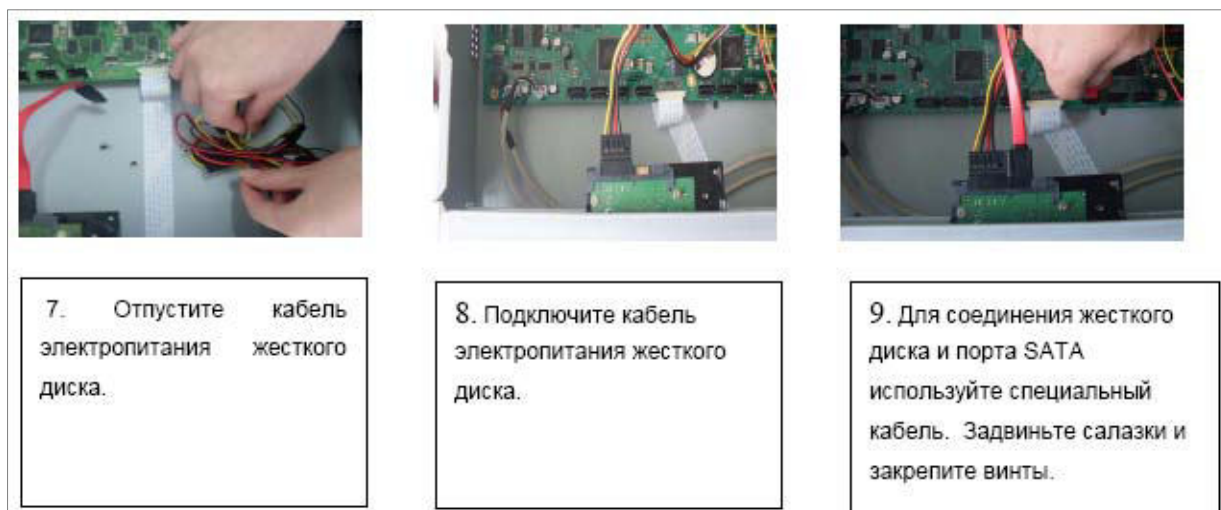 7. Отпустите кабель
электропитания жесткого
диска.
8. Подключите кабель
электропитания жесткого
диска.
9. Для соединения жесткого
диска и порта SATA
используйте специальный
кабель. Задвиньте салазки и
закрепите винты.